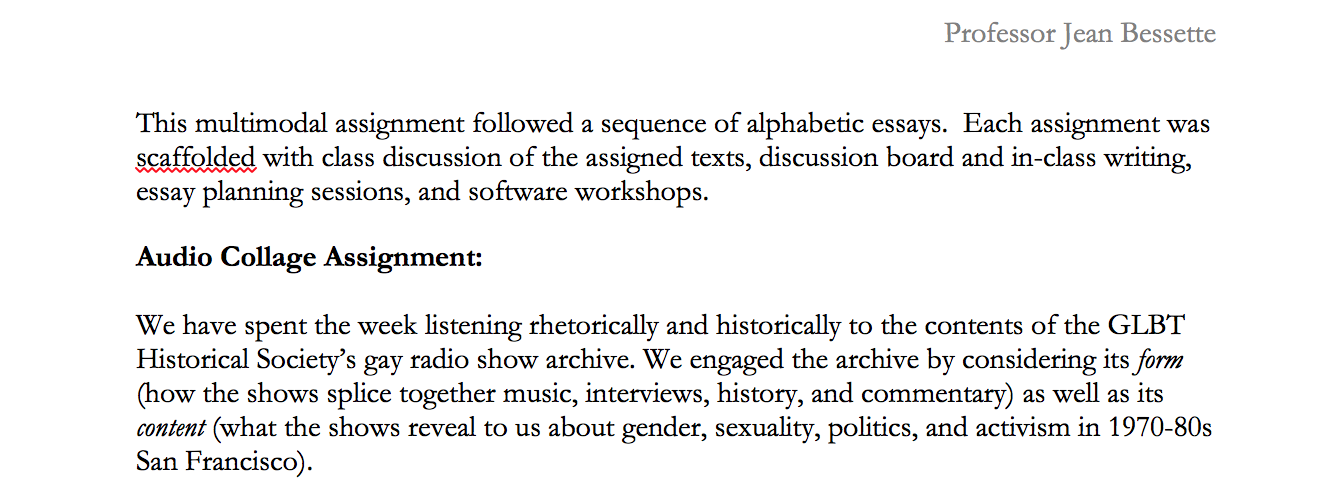 Professor Jean Bessette
This multimodal assignment followed a sequence of alphabetic essays.  Each assignment was
scaffolded with class discussion of the assigned texts, discussion board and in-class writing,
essay planning sessions, and software workshops.
Audio Collage Assignment:
We have spent the week listening rhetorically and historically to the contents of the GLBT
Historical Society’s gay radio show archive. We engaged the archive by considering its form
(how the shows splice together music, interviews, history, and commentary) as well as its
content (what the shows reveal to us about gender, sexuality, politics, and activism in 1970-80s
San Francisco).